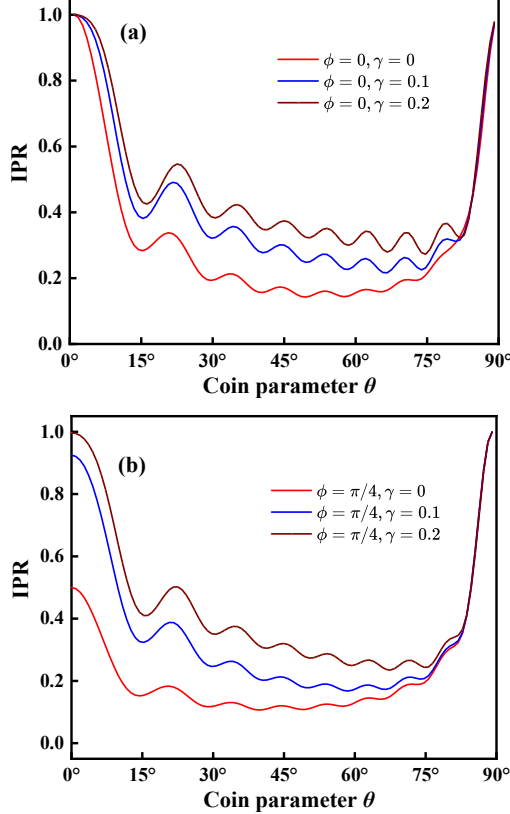 (a)
ϕ = 0, γ = 0
ϕ = 0, γ = 0.1
ϕ = 0, γ = 0.2
IPR
1.0
0.8
0.6
0.4
0.2
0.0
0° 15° 30° 45° 60° 75° 90°
Coin parameter θ
(b)
ϕ = π/4, γ = 0
ϕ = π/4, γ = 0.1
ϕ = π/4, γ = 0.2
IPR
1.0
0.8
0.6
0.4
0.2
0.0
0° 15° 30° 45° 60° 75° 90°
Coin parameter θ